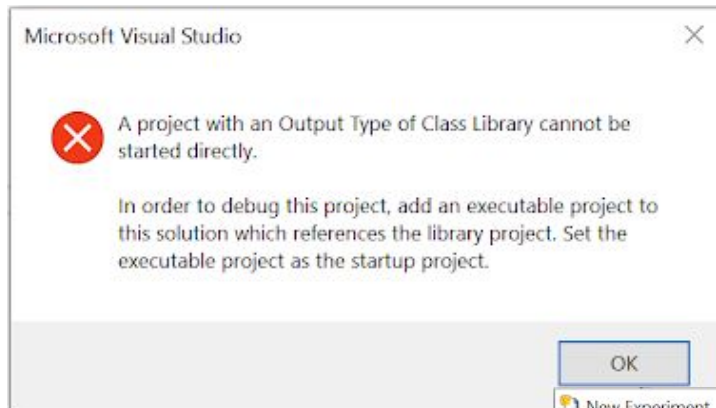 Microsoft Visual Studio
A project with an Output Type of Class Library cannot be
started directly.
In order to debug this project, add an executable project to
this solution which references the library project. Set the
executable project as the startup project.
OK
New Experiment